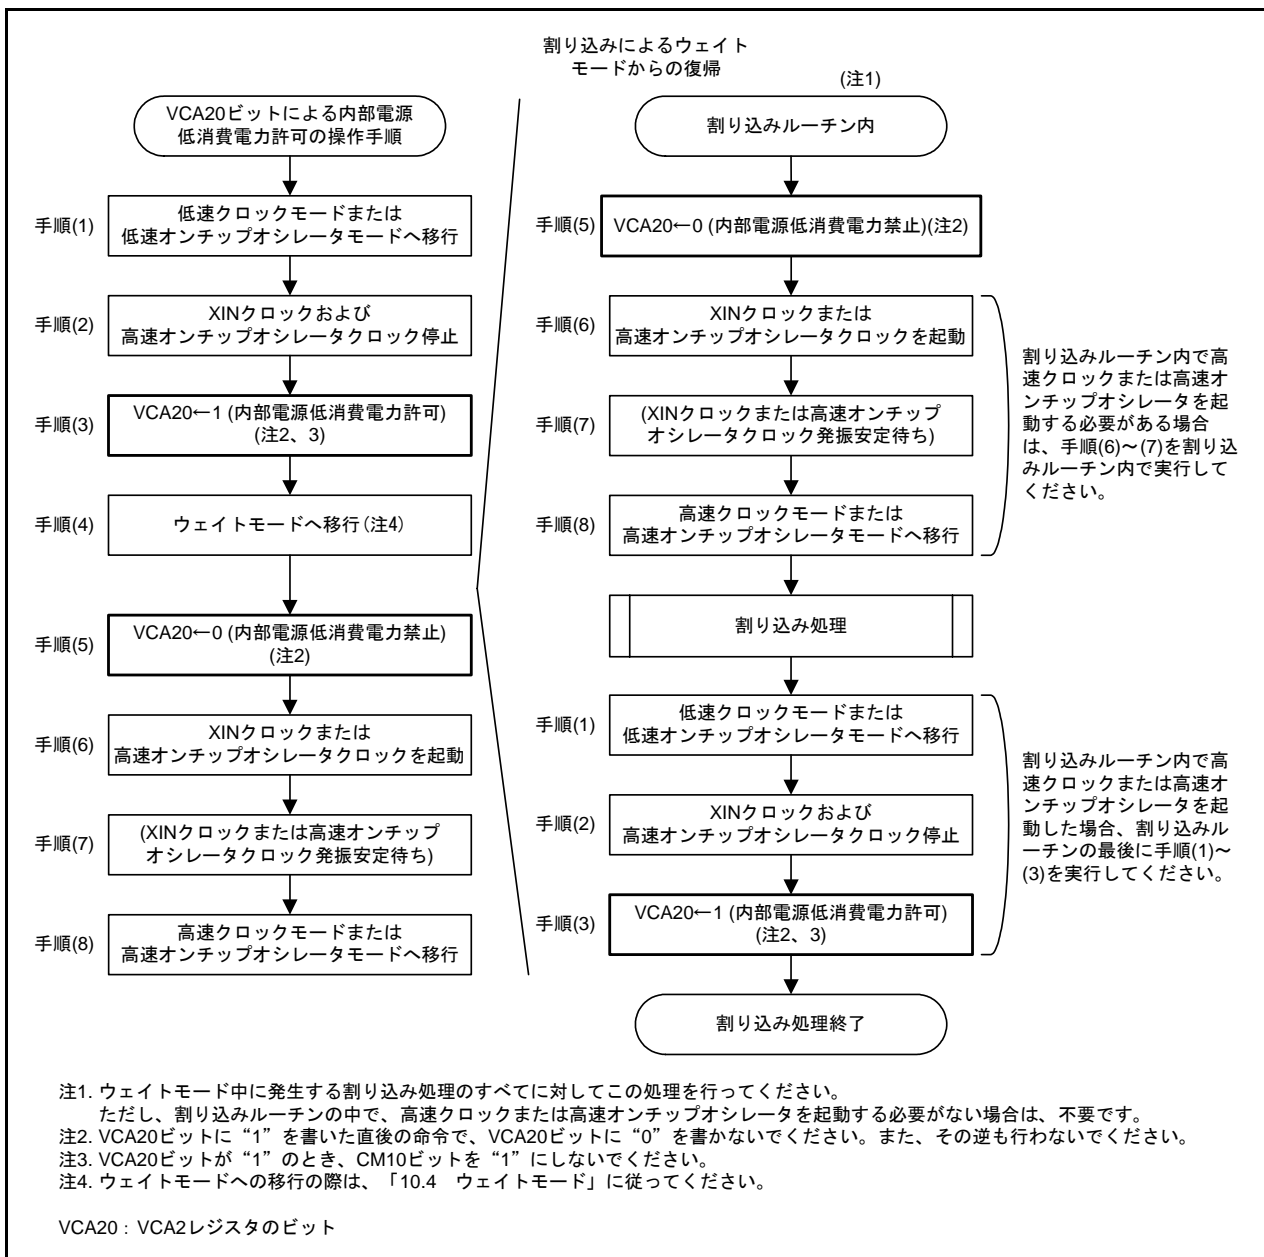 割り込みによるウェイト
モードからの復帰
VCA20ビットによる内部電源
低消費電力許可の操作手順
手順(1)
低速クロックモードまたは
低速オンチップオシレータモードへ移行
手順(2)
XINクロックおよび
高速オンチップオシレータクロック停止
手順(3)
VCA20←1 (内部電源低消費電力許可)
(注2、3)
手順(4)
ウェイトモードへ移行(注4)
手順(5)
VCA20←0 (内部電源低消費電力禁止)
(注2)
手順(6)
XINクロックまたは
高速オンチップオシレータクロックを起動
手順(7)
(XINクロックまたは高速オンチップ
オシレータクロック発振安定待ち)
手順(8)
高速クロックモードまたは
高速オンチップオシレータモードへ移行
(注1)
割り込みルーチン内
手順(5)
VCA20←0 (内部電源低消費電力禁止)(注2)
手順(6)
XINクロックまたは
高速オンチップオシレータクロックを起動
手順(7)
(XINクロックまたは高速オンチップ
オシレータクロック発振安定待ち)
手順(8)
高速クロックモードまたは
高速オンチップオシレータモードへ移行
割り込みルーチン内で高
速クロックまたは高速オ
ンチップオシレータを起
動する必要がある場合
は、手順(6)～(7)を割り込
みルーチン内で実行して
ください。
割り込み処理
手順(1)
低速クロックモードまたは
低速オンチップオシレータモードへ移行
手順(2)
XINクロックおよび
高速オンチップオシレータクロック停止
手順(3)
VCA20←1 (内部電源低消費電力許可)
(注2、3)
割り込みルーチン内で高
速クロックまたは高速オ
ンチップオシレータを起
動した場合、割り込みル
ーチンの最後に手順(1)～
(3)を実行してください。
割り込み処理終了
注1. ウェイトモード中に発生する割り込み処理のすべてに対してこの処理を行ってください。
ただし、割り込みルーチンの中で、高速クロックまたは高速オンチップオシレータを起動する必要がない場合は、不要です。
注2. VCA20ビットに“1”を書いた直後の命令で、VCA20ビットに“0”を書かないでください。また、その逆も行わないでください。
注3. VCA20ビットが“1”のとき、CM10ビットを“1”にしないでください。
注4. ウェイトモードへの移行の際は、「10.4　ウェイトモード」に従ってください。
VCA20 : VCA2レジスタのビット